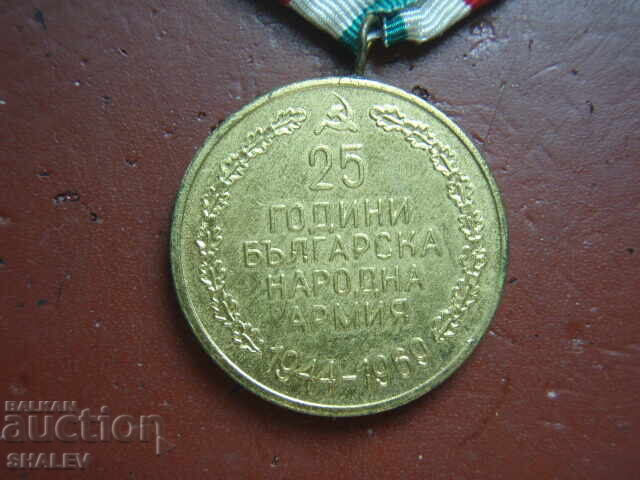 25
ГОДИНИ
БЪЛГАРСКА
НАРОДНА
АРМИЯ
1944-1969
BALKAN
auction
SHALEV